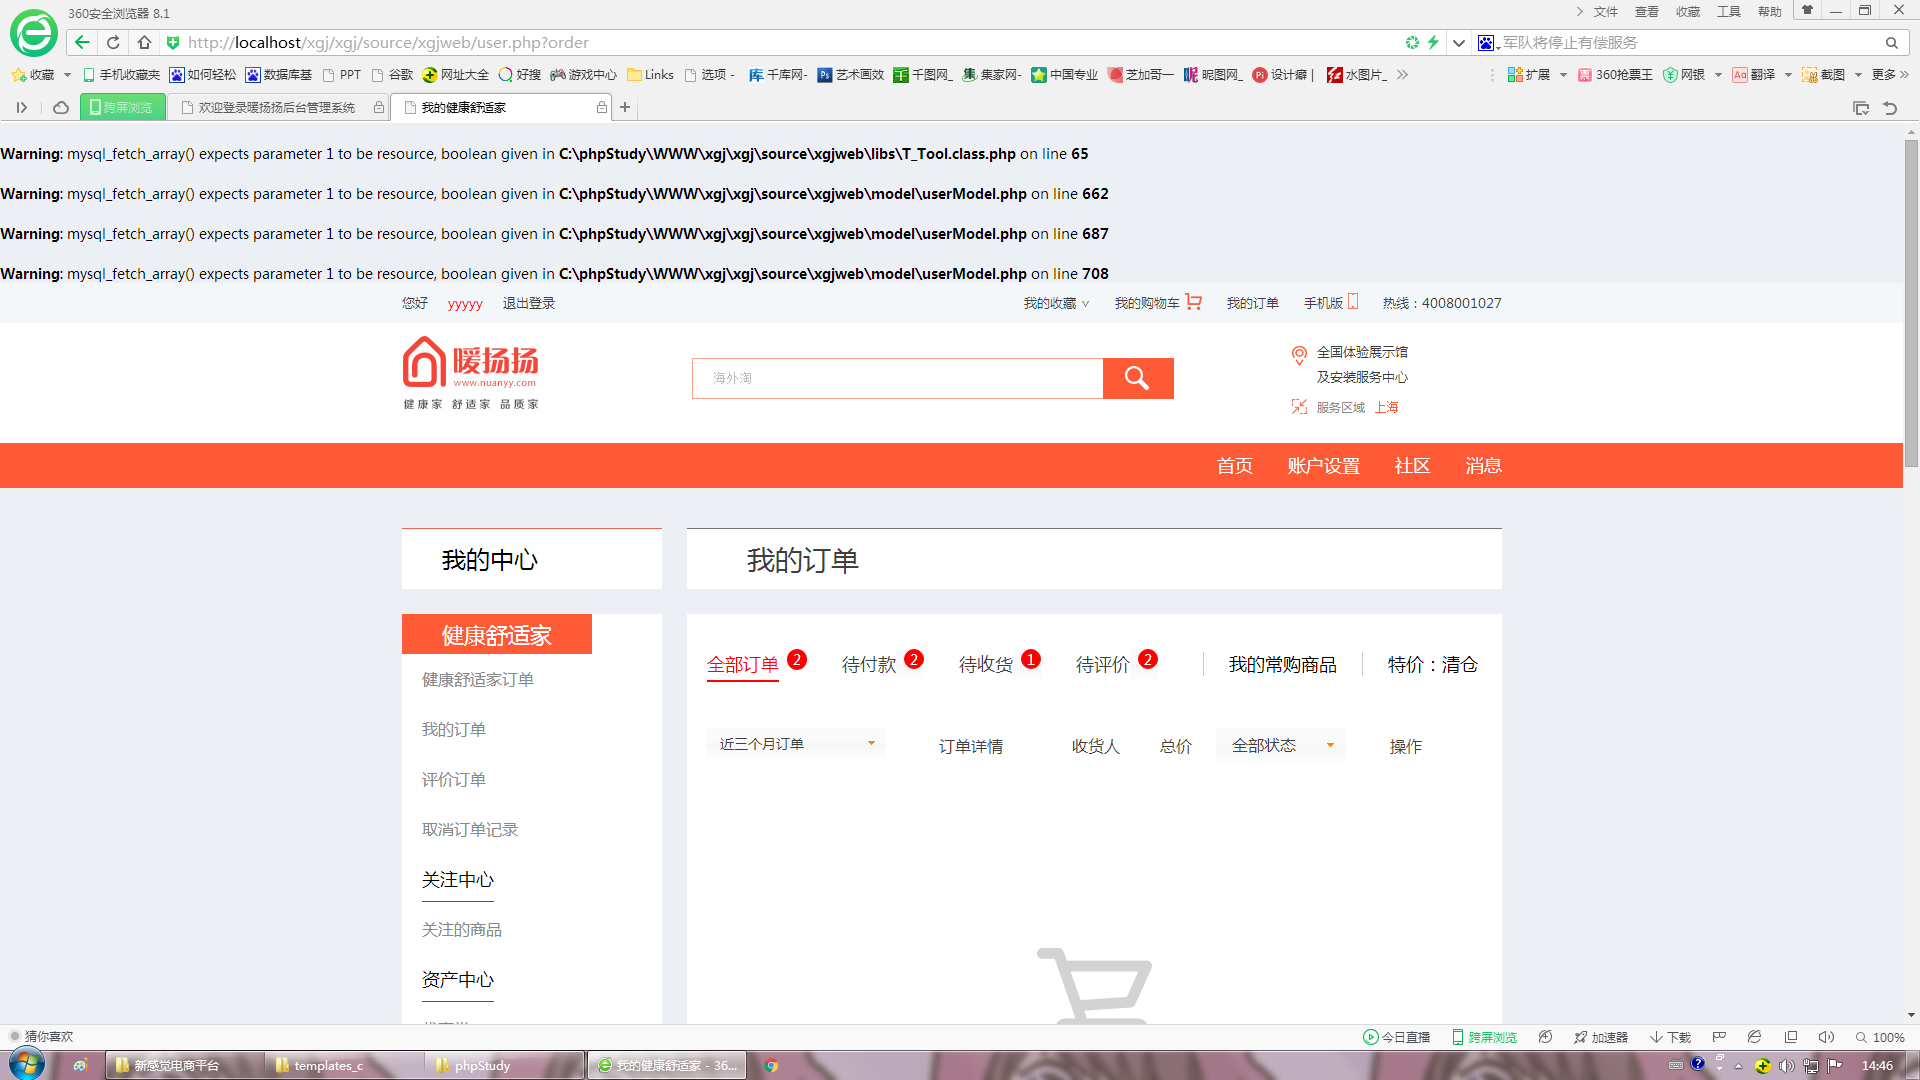 360安全浏览器 8.1
文件 查看 收藏 工具 帮助
http://localhost/xgj/xgj/source/xgjweb/user.php?order
军队将停止有偿服务
收藏 手机收藏夹 如何轻松 数据库基 PPT 谷歌 网址大全 好搜 游戏中心 Links 选项 - 千库网- 艺术画效 千图网_ 集家网- 中国专业 芝加哥一 昵图网_ 设计癖 | 水图片_ 扩展 360抢票王 网银 翻译 截图 更多
跨屏浏览 欢迎登录暖扬扬后台管理系统 我的健康舒适家
Warning: mysql_fetch_array() expects parameter 1 to be resource, boolean given in C:\phpStudy\WWW\xgj\xgj\source\xgjweb\libs\T_Tool.class.php on line 65
Warning: mysql_fetch_array() expects parameter 1 to be resource, boolean given in C:\phpStudy\WWW\xgj\xgj\source\xgjweb\model\userModel.php on line 662
Warning: mysql_fetch_array() expects parameter 1 to be resource, boolean given in C:\phpStudy\WWW\xgj\xgj\source\xgjweb\model\userModel.php on line 687
Warning: mysql_fetch_array() expects parameter 1 to be resource, boolean given in C:\phpStudy\WWW\xgj\xgj\source\xgjweb\model\userModel.php on line 708
您好 yyyyy 退出登录 我的收藏 我的购物车 我的订单 手机版 热线：4008001027
暖扬扬
www.nuanyy.com
健康家 舒适家 品质家
海外淘
全国体验展示馆
及安装服务中心
服务区域 上海
首页 账户设置 社区 消息
我的中心
我的订单
健康舒适家
健康舒适家订单
我的订单
评价订单
取消订单记录
关注中心
关注的商品
资产中心
全部订单 2 待付款 2 待收货 1 待评价 2 我的常购商品 特价：清仓
近三个月订单 订单详情 收货人 总价 全部状态 操作
猜你喜欢
今日直播 跨屏浏览 加速器 下载 100%
新感觉电商平台 templates_c phpStudy 我的健康舒适家 - 36... 14:46